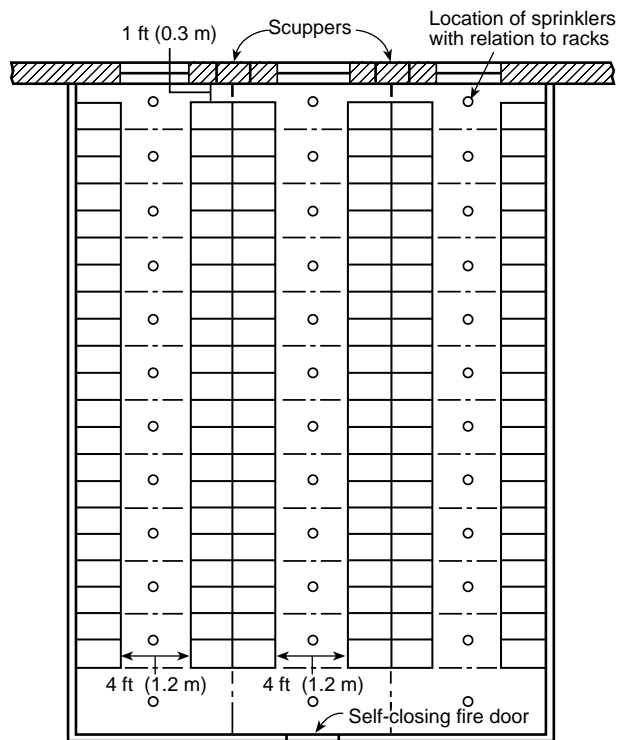 1 ft (0.3 m)
Scuppers
Location of sprinklers
with relation to racks
4 ft (1.2 m)
4 ft (1.2 m)
Self-closing fire door